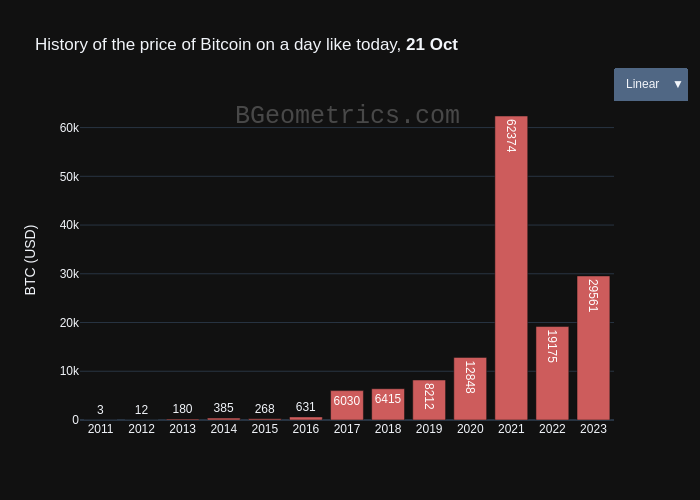 History of the price of Bitcoin on a day like today, 21 Oct
Linear ▼
BGeometrics.com
60k
50k
40k
30k
20k
10k
0
BTC (USD)
3
12
180
385
268
631
6030
6415
8212
12848
62374
19175
29561
2011 2012 2013 2014 2015 2016 2017 2018 2019 2020 2021 2022 2023